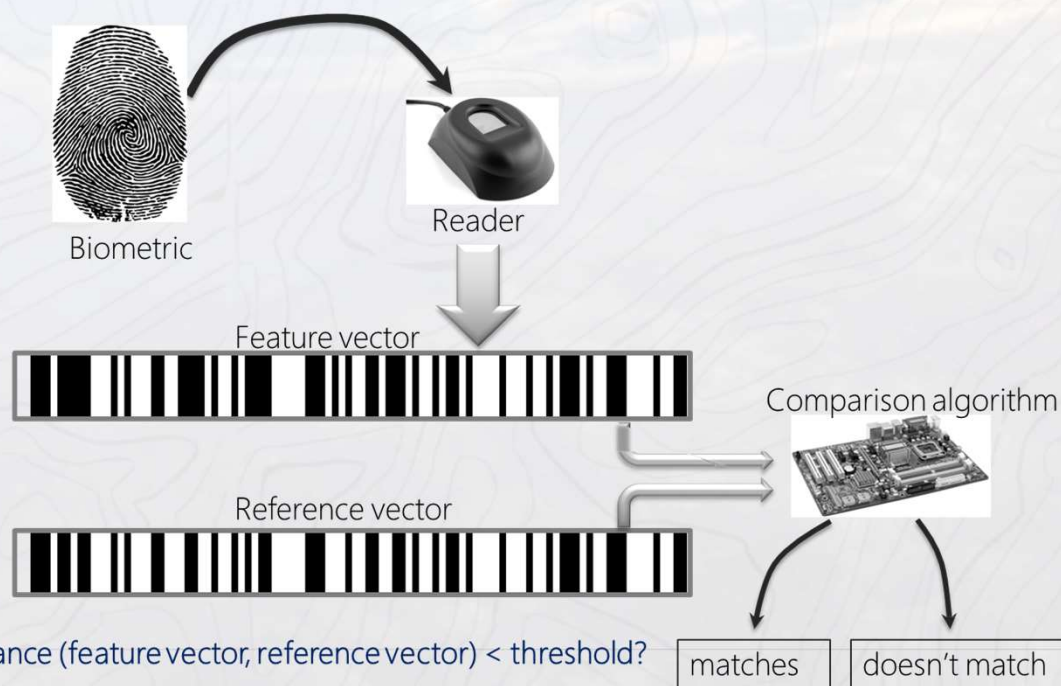 Biometric
Reader
Feature vector
Comparison algorithm
Reference vector
ance (feature vector, reference vector) < threshold?
matches
doesn't match